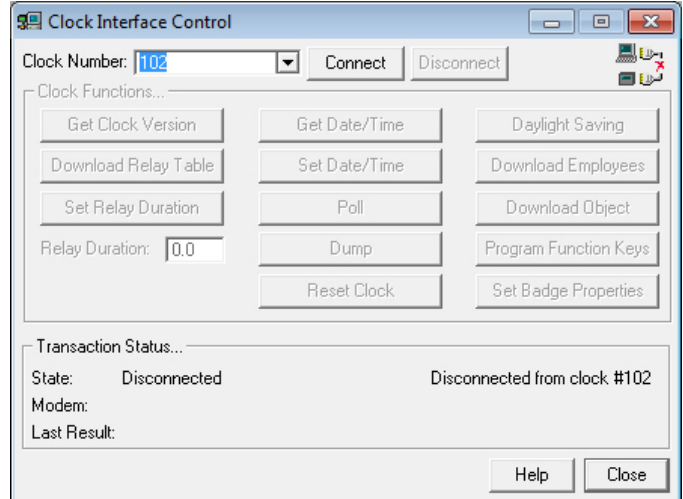 Clock Interface Control
Clock Number: 102 Connect Disconnect
Clock Functions...
Get Clock Version Get Date/Time Daylight Saving
Download Relay Table Set Date/Time Download Employees
Set Relay Duration Poll Download Object
Relay Duration: 0.0 Dump Program Function Keys
Reset Clock Set Badge Properties
Transaction Status...
State: Disconnected Disconnected from clock #102
Modem:
Last Result:
Help Close